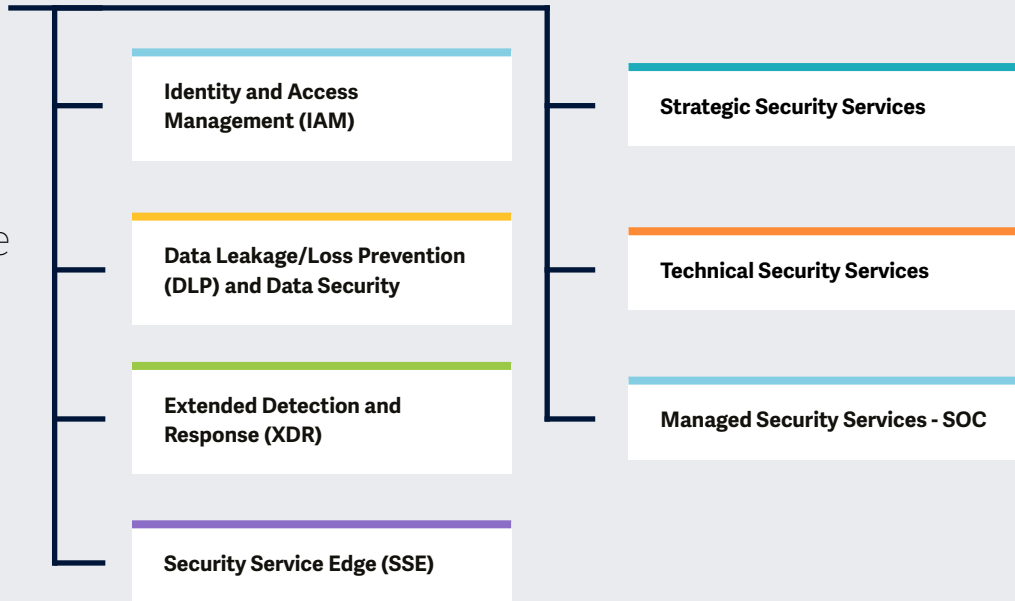 Identity and Access
Management (IAM)
Data Leakage/Loss Prevention
(DLP) and Data Security
Extended Detection and
Response (XDR)
Security Service Edge (SSE)
Strategic Security Services
Technical Security Services
Managed Security Services - SOC